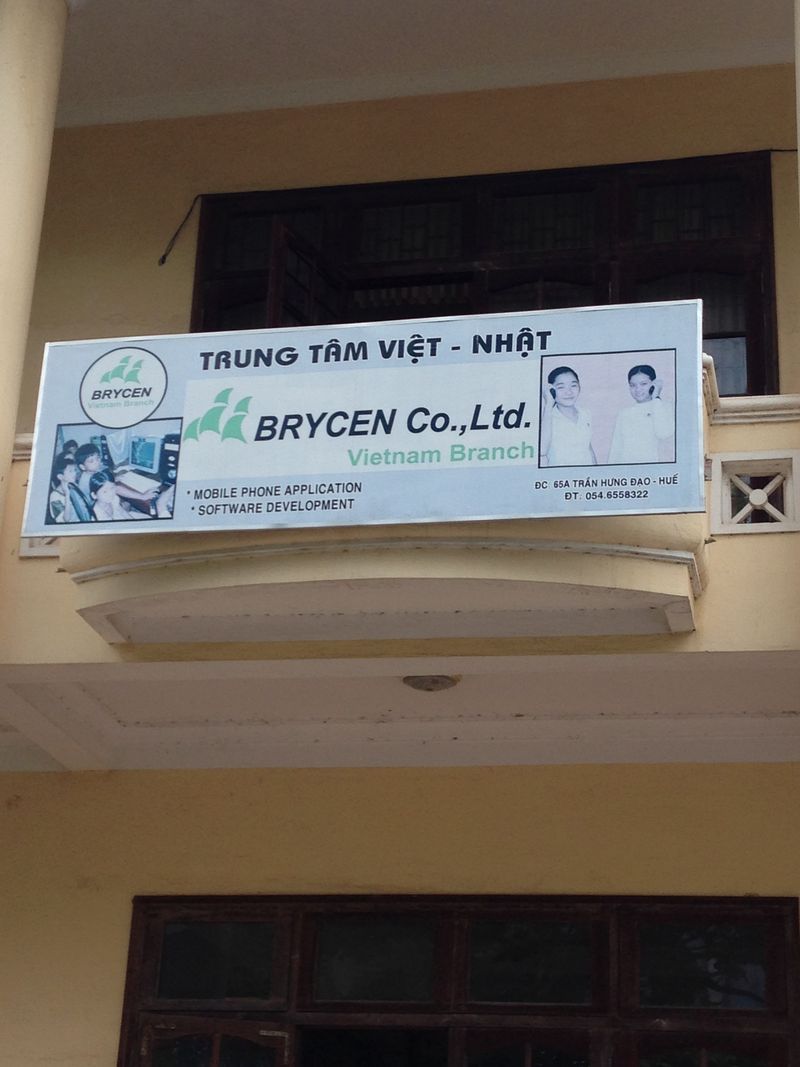 TRUNG TÂM VIỆT - NHẬT
BRYCEN
Vietnam Branch
BRYCEN Co.,Ltd.
Vietnam Branch
* MOBILE PHONE APPLICATION
* SOFTWARE DEVELOPMENT
ĐC: 65A TRẦN HƯNG ĐẠO - HUẾ
ĐT: 054.6558322